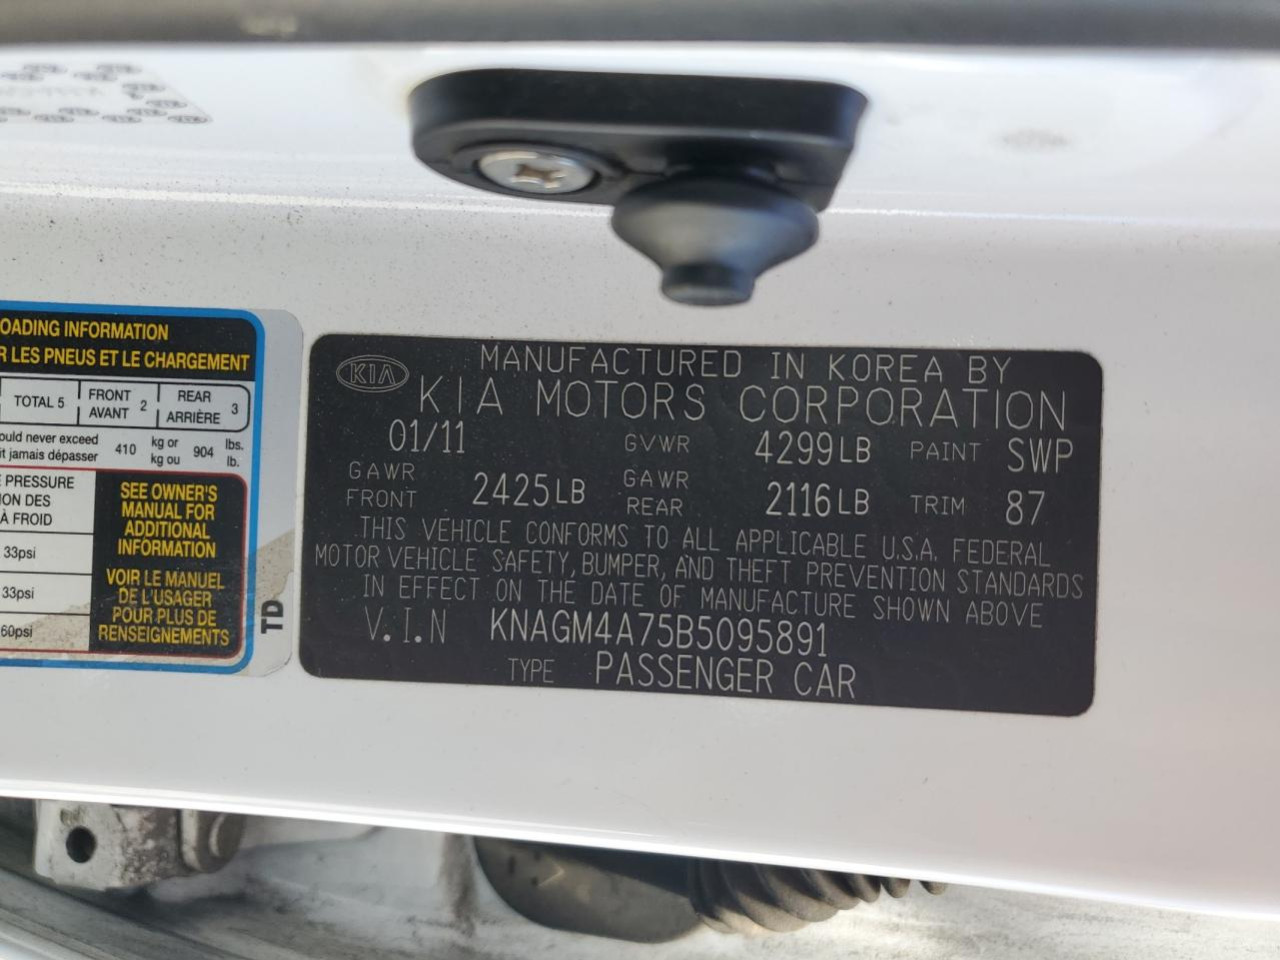 OADING INFORMATION
R LES PNEUS ET LE CHARGEMENT
TOTAL 5 FRONT AVANT 2 REAR ARRIÈRE 3
ould never exceed
it jamais dépasser 410 kg or kg ou 904 lbs. lb.
PRESSURE
ION DES
À FROID
33psi
33psi
60psi
SEE OWNER'S
MANUAL FOR
ADDITIONAL
INFORMATION
VOIR LE MANUEL
DE L'USAGER
POUR PLUS DE
RENSEIGNEMENTS
TD
KIA
MANUFACTURED IN KOREA BY
KIA MOTORS CORPORATION
01/11 GVWR 4299LB PAINT SWP
GAWR FRONT 2425LB GAWR REAR 2116LB TRIM 87
THIS VEHICLE CONFORMS TO ALL APPLICABLE U.S.A. FEDERAL
MOTOR VEHICLE SAFETY, BUMPER, AND THEFT PREVENTION STANDARDS
IN EFFECT ON THE DATE OF MANUFACTURE SHOWN ABOVE
V.I.N KNAGM4A75B5095891
TYPE PASSENGER CAR